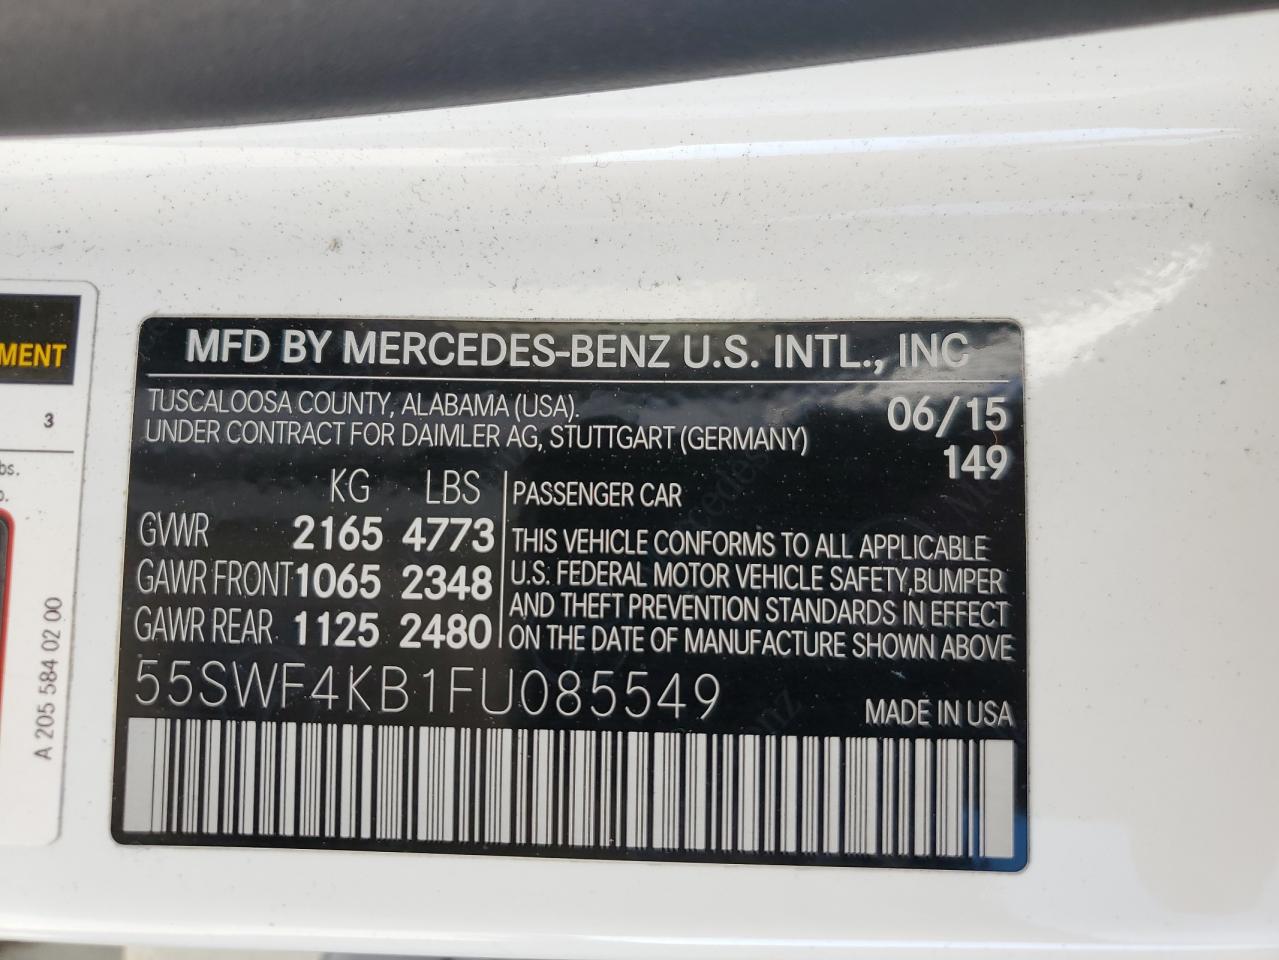 MENT
3
bs.
A 205 584 02 00
MFD BY MERCEDES-BENZ U.S. INTL., INC
TUSCALOOSA COUNTY, ALABAMA (USA). 06/15
UNDER CONTRACT FOR DAIMLER AG, STUTTGART (GERMANY) 149
KG LBS
GVWR 2165 4773
GAWR FRONT 1065 2348
GAWR REAR 1125 2480
PASSENGER CAR
THIS VEHICLE CONFORMS TO ALL APPLICABLE
U.S. FEDERAL MOTOR VEHICLE SAFETY, BUMPER
AND THEFT PREVENTION STANDARDS IN EFFECT
ON THE DATE OF MANUFACTURE SHOWN ABOVE
55SWF4KB1FU085549
MADE IN USA